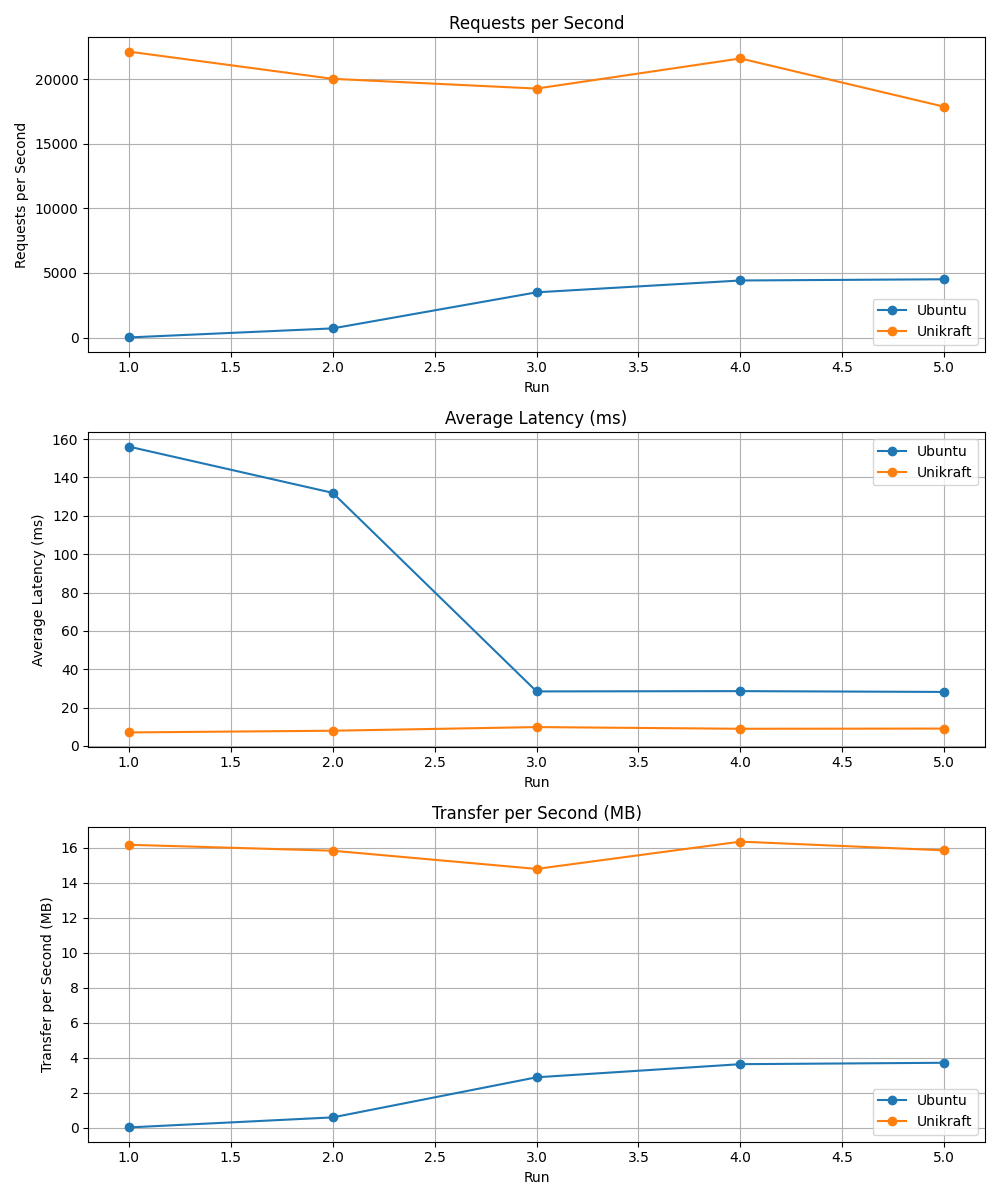 Requests per Second
Requests per Second
20000
15000
10000
5000
0
Ubuntu
Unikraft
1.0 1.5 2.0 2.5 3.0 3.5 4.0 4.5 5.0
Run
Average Latency (ms)
Average Latency (ms)
160
140
120
100
80
60
40
20
0
Ubuntu
Unikraft
1.0 1.5 2.0 2.5 3.0 3.5 4.0 4.5 5.0
Run
Transfer per Second (MB)
Transfer per Second (MB)
16
14
12
10
8
6
4
2
0
Ubuntu
Unikraft
1.0 1.5 2.0 2.5 3.0 3.5 4.0 4.5 5.0
Run